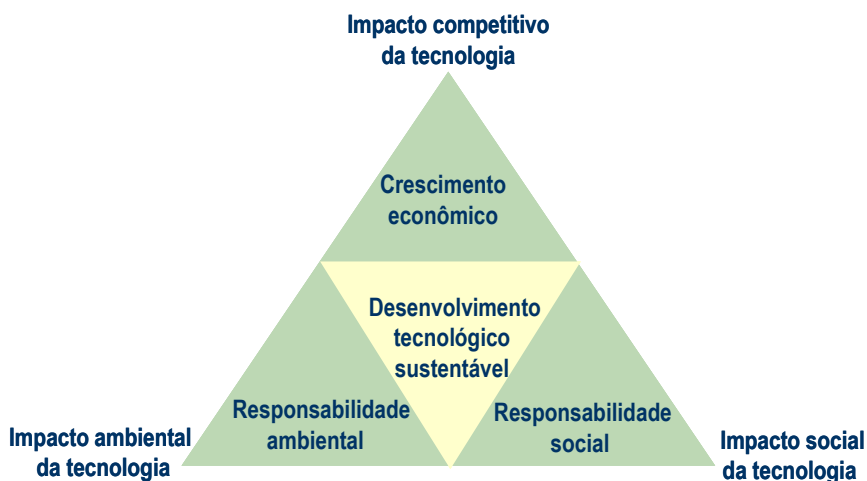 Impacto competitivo
da tecnologia
Crescimento
econômico
Desenvolvimento
tecnológico
sustentável
Responsabilidade
ambiental
Responsabilidade
social
Impacto ambiental
da tecnologia
Impacto social
da tecnologia